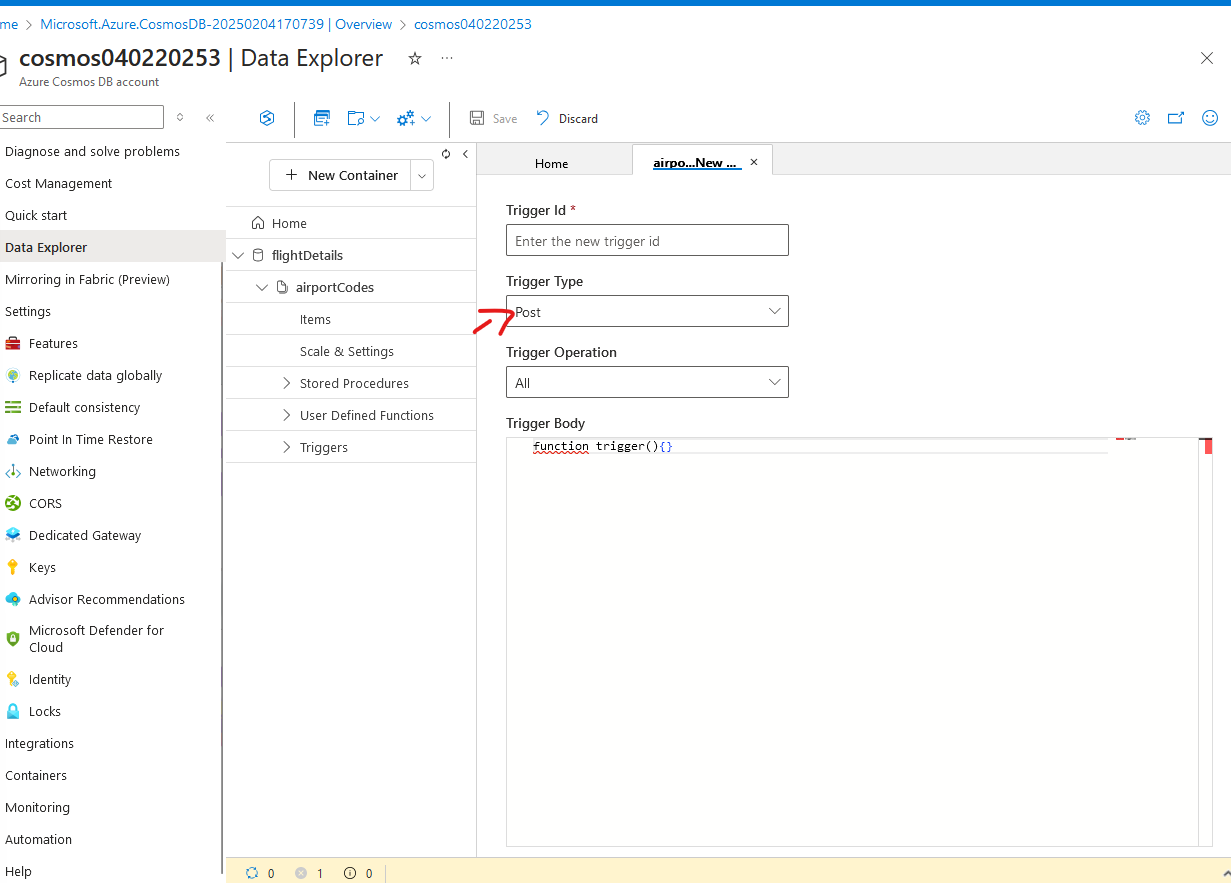 me > Microsoft.Azure.CosmosDB-20250204170739 | Overview > cosmos040220253
cosmos040220253 | Data Explorer ☆ ...
Azure Cosmos DB account
Search
Diagnose and solve problems
Cost Management
Quick start
Data Explorer
Mirroring in Fabric (Preview)
Settings
Features
Replicate data globally
Default consistency
Point In Time Restore
Networking
CORS
Dedicated Gateway
Keys
Advisor Recommendations
Microsoft Defender for
Cloud
Identity
Locks
Integrations
Containers
Monitoring
Automation
Help
Save Discard
+ New Container
Home
flightDetails
airportCodes
Items
Scale & Settings
Stored Procedures
User Defined Functions
Triggers
Home
airpo...New ...
Trigger Id *
Enter the new trigger id
Trigger Type
Post
Trigger Operation
All
Trigger Body
function trigger(){}
0 1 0